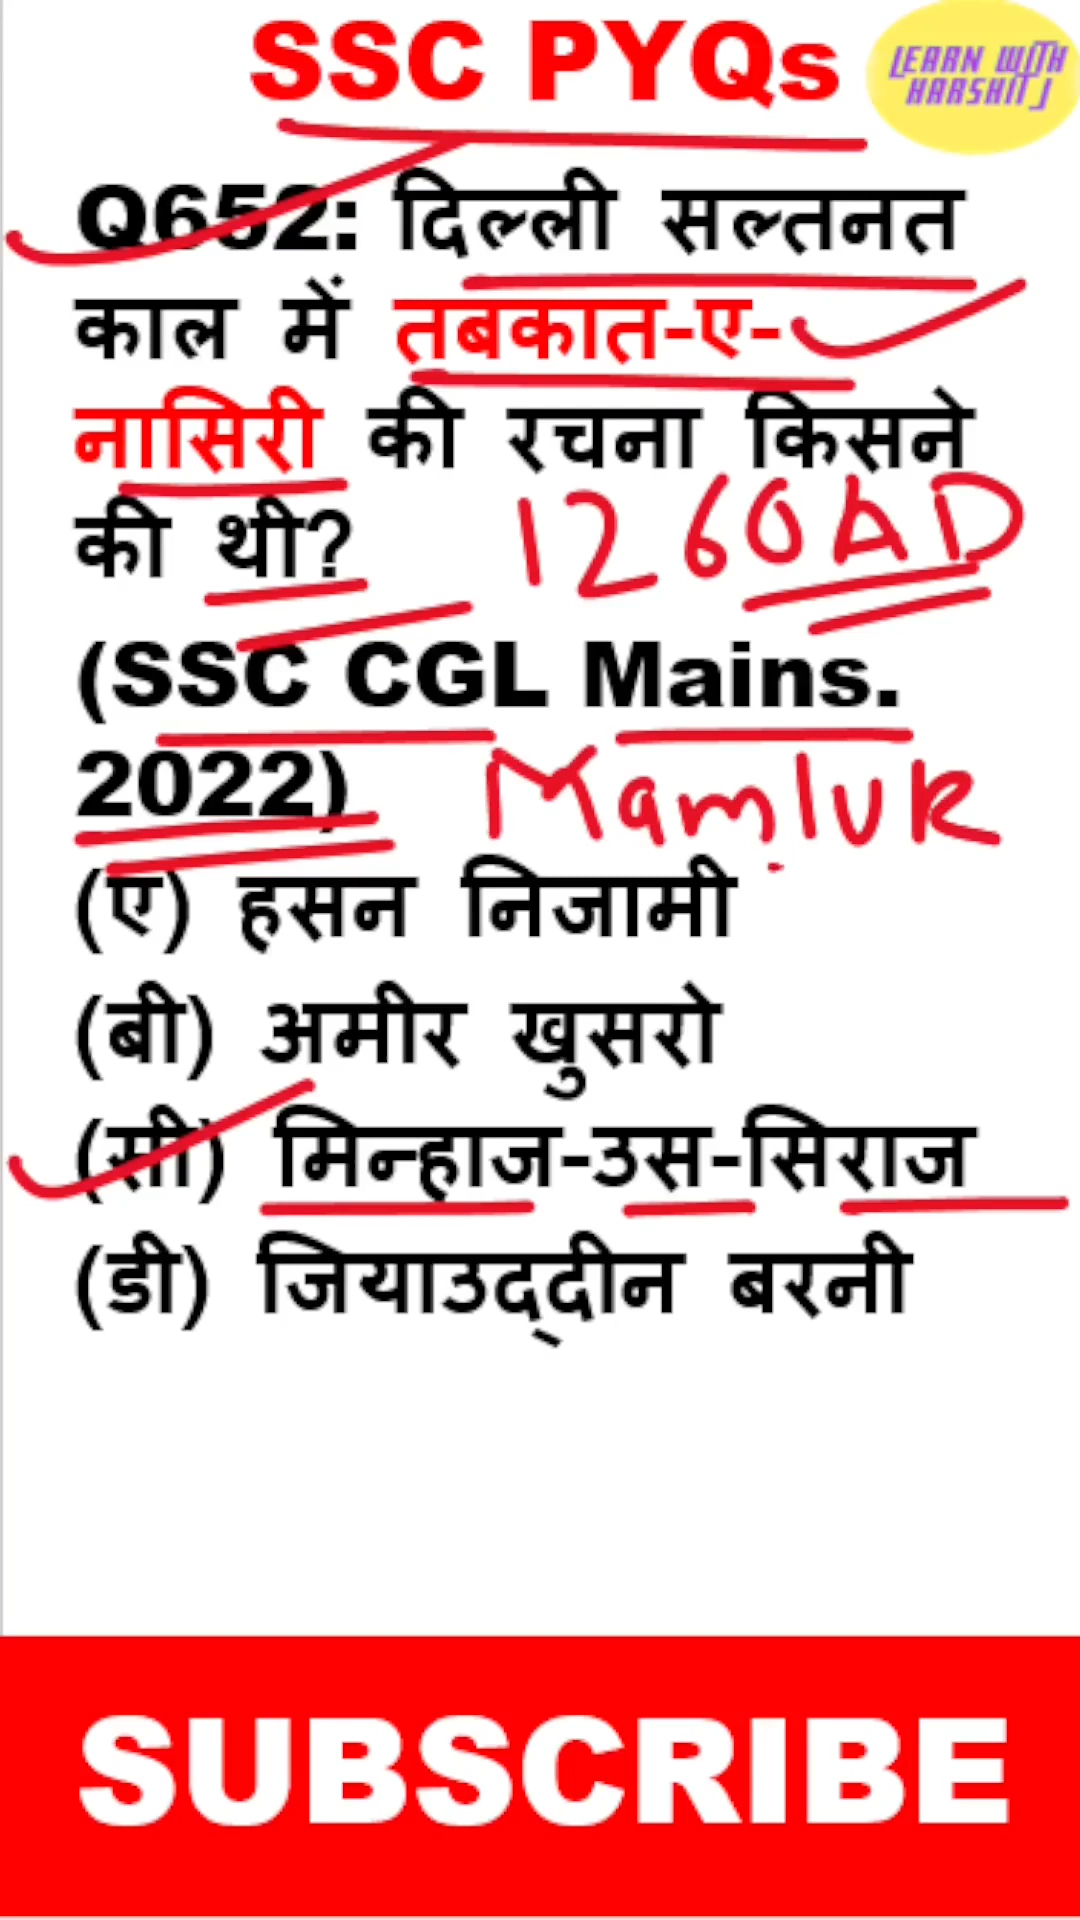 SSC PYQs
LEARN WITH
HARSHIT J
Q652: दिल्ली सल्तनत
काल में तबकात-ए-
नासिरी की रचना किसने
की थी?
1260AD
(SSC CGL Mains.
2022)
Mamluk
(ए) हसन निजामी
(बी) अमीर खुसरो
(सी) मिन्हाज-उस-सिराज
(डी) जियाउद्दीन बरनी
SUBSCRIBE